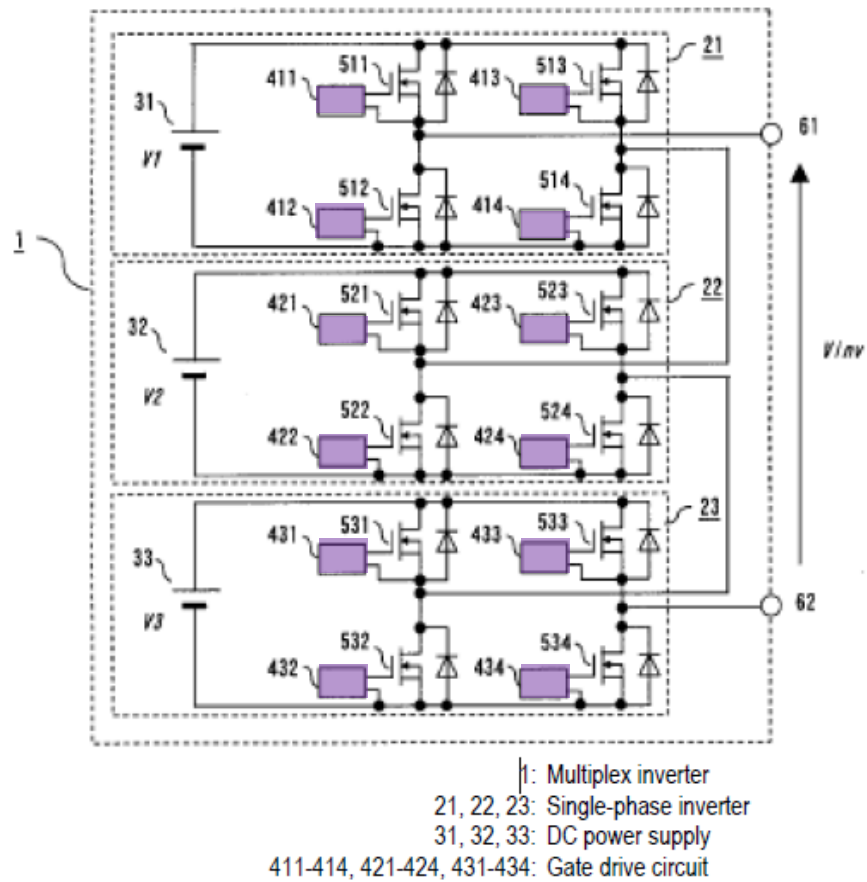 511 513 21
411 413
31 61
V1
512 514
412 414
1
521 523 22
421 423
32 Vinv
V2
522 524
422 424
531 533 23
431 433
33 62
V3
532 534
432 434
1: Multiplex inverter
21, 22, 23: Single-phase inverter
31, 32, 33: DC power supply
411-414, 421-424, 431-434: Gate drive circuit